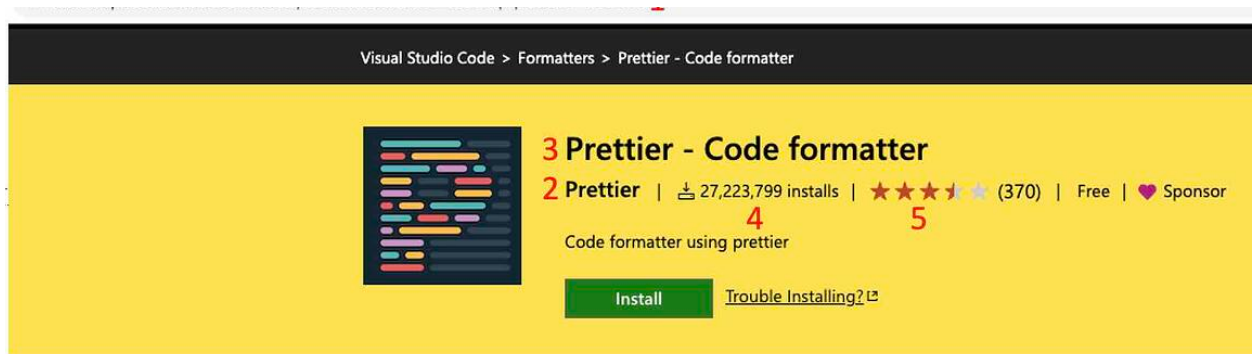 Visual Studio Code > Formatters > Prettier - Code formatter
3 Prettier - Code formatter
2 Prettier | 27,223,799 installs | (370) | Free | Sponsor
4 5
Code formatter using prettier
Install Trouble Installing?